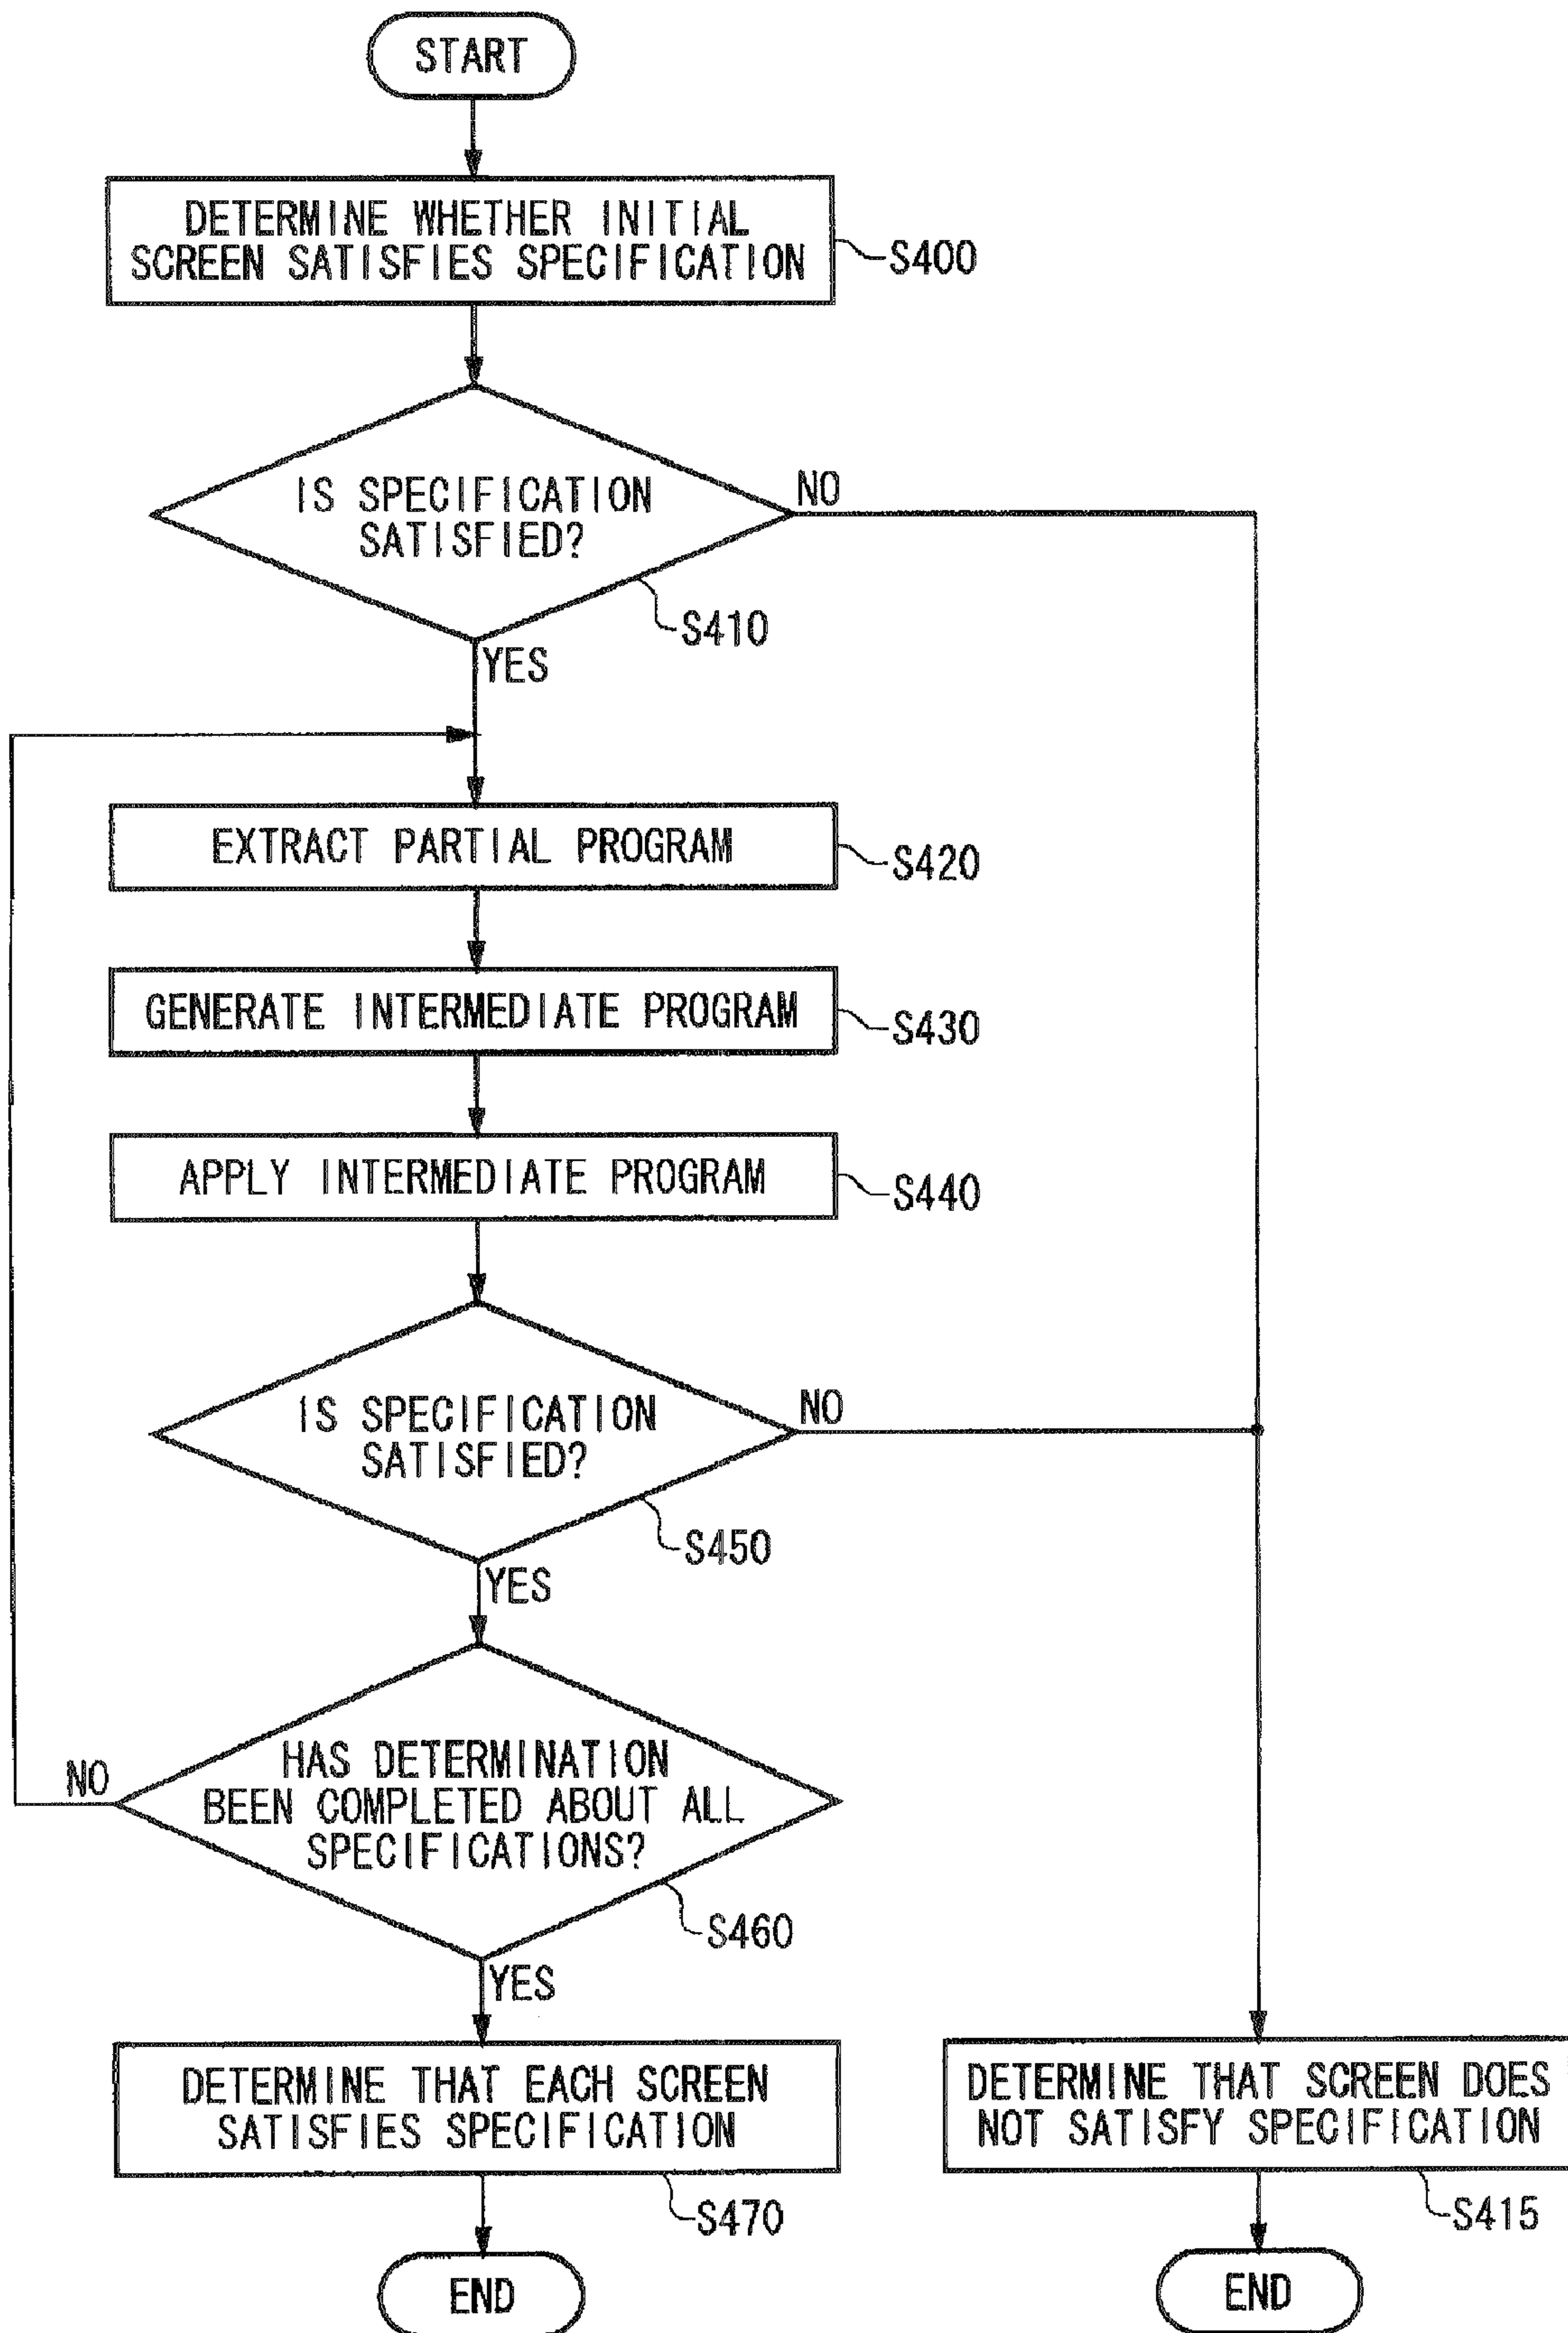 START
DETERMINE WHETHER INITIAL
SCREEN SATISFIES SPECIFICATION
S400
IS SPECIFICATION
SATISFIED?
NO
S410
YES
EXTRACT PARTIAL PROGRAM
S420
GENERATE INTERMEDIATE PROGRAM
S430
APPLY INTERMEDIATE PROGRAM
S440
IS SPECIFICATION
SATISFIED?
NO
S450
YES
HAS DETERMINATION
BEEN COMPLETED ABOUT ALL
SPECIFICATIONS?
NO
S460
YES
DETERMINE THAT EACH SCREEN
SATISFIES SPECIFICATION
S470
END
DETERMINE THAT SCREEN DOES
NOT SATISFY SPECIFICATION
S415
END